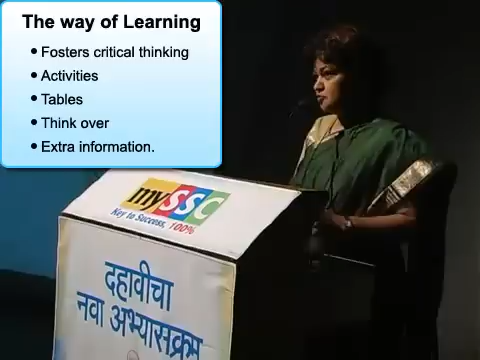 The way of Learning
• Fosters critical thinking
• Activities
• Tables
• Think over
• Extra information.
mySSC
Key to Success, 100%
दहावीचा
नवा अभ्यासक्रम